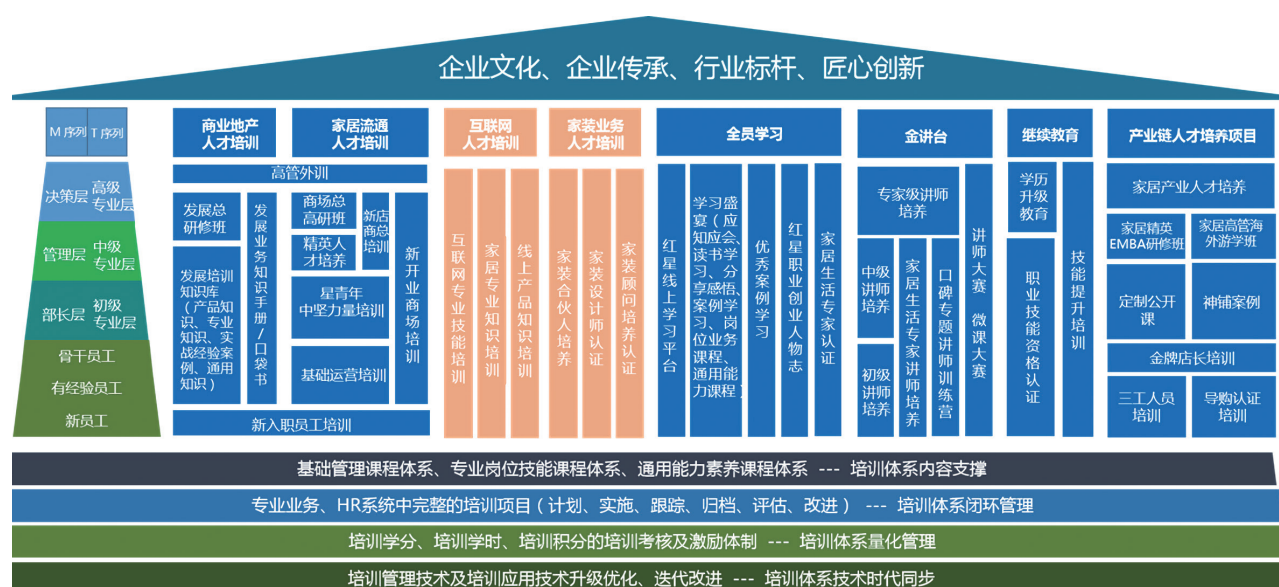 企业文化、企业传承、行业标杆、匠心创新
M 序列
T 序列
决策层
高级
专业层
管理层
中级
专业层
部长层
初级
专业层
骨干员工
有经验员工
新员工
商业地产
人才培训
家居流通
人才培训
高管外训
发展总
研修班
发展培训
知识库
（产品知
识、专业
知识、实
战经验案
例、通用
知识）
发展业务知识手册/口袋书
商场总
高研班
精英人
才培养
新店
商总
培训
星青年
中坚力量培训
基础运营培训
新开业商场培训
新入职员工培训
互联网
人才培训
互联网专业技能培训
家居专业知识培训
线上产品知识培训
家装业务
人才培训
家装合伙人培养
家装设计师认证
家装顾问培养认证
全员学习
红星线上学习平台
学习盛
宴（应
知应会、
读书学
习、分
享感悟、
案例学
习、岗
位业务
课程、
通用能
力课程）
优秀案例学习
红星职业创业人物志
家居生活专家认证
金讲台
专家级讲师
培养
中级
讲师
培养
初级
讲师
培养
家居生活专家讲师培养
口碑专题讲师训练营
讲师大赛 微课大赛
继续教育
学历
升级
教育
职业技能资格认证
技能提升培训
产业链人才培养项目
家居产业人才培养
家居精英
EMBA研修班
家居高管海
外游学班
定制公开
课
神铺案例
金牌店长培训
三工人员
培训
导购认证
培训
基础管理课程体系、专业岗位技能课程体系、通用能力素养课程体系 --- 培训体系内容支撑
专业业务、HR系统中完整的培训项目（计划、实施、跟踪、归档、评估、改进） --- 培训体系闭环管理
培训学分、培训学时、培训积分的培训考核及激励体制 --- 培训体系量化管理
培训管理技术及培训应用技术升级优化、迭代改进 --- 培训体系技术时代同步